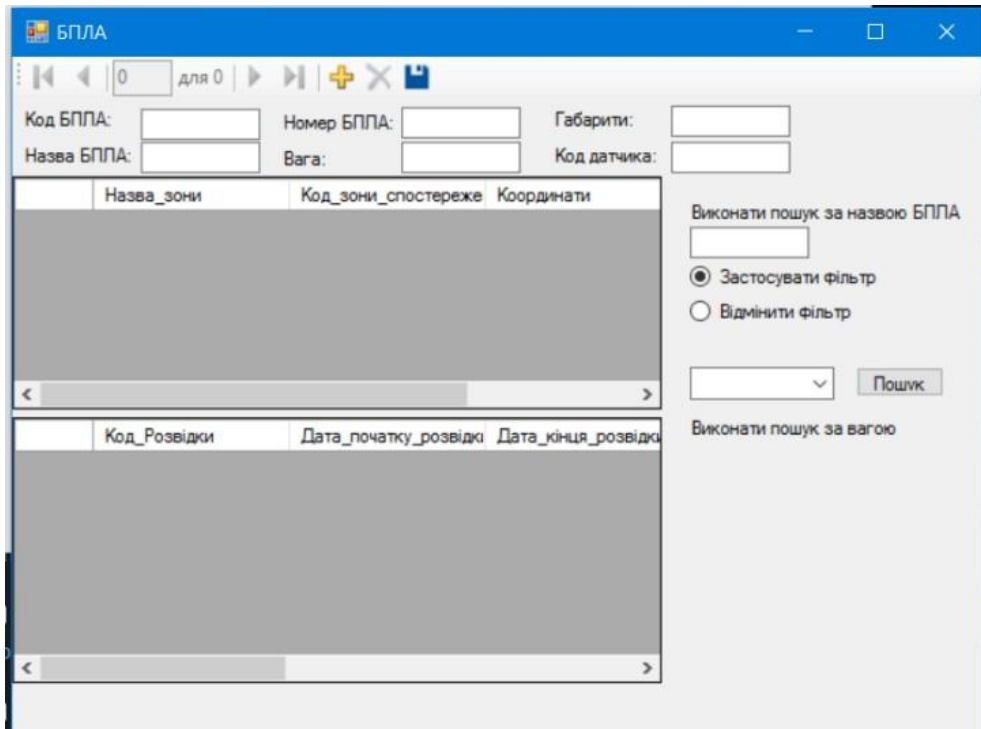 БПЛА
0 для 0
Код БПЛА: Номер БПЛА: Габарити:
Назва БПЛА: Вага: Код датчика:
Назва_зони Код_зони_спостереже Координати
Виконати пошук за назвою БПЛА
Застосувати фільтр
Відмінити фільтр
Пошук
Код_Розвідки Дата_початку_розвідки Дата_кінця_розвідки
Виконати пошук за вагою